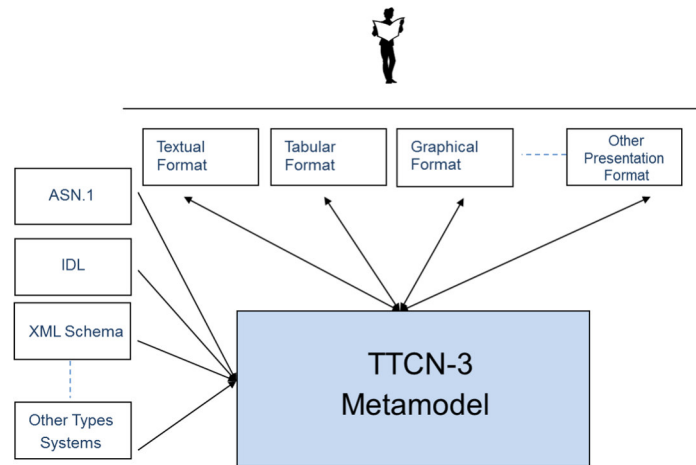 Textual
Format
Tabular
Format
Graphical
Format
Other
Presentation
Format
ASN.1
IDL
XML Schema
Other Types
Systems
TTCN-3
Metamodel